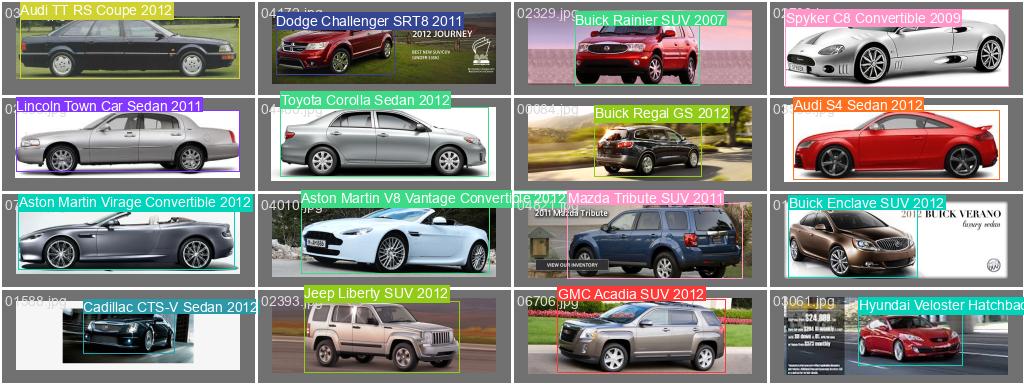 Audi TT RS Coupe 2012
Dodge Challenger SRT8 2011
2012 JOURNEY
BEST NEW SUV/CUV
Buick Rainier SUV 2007
02329.jpg
Spyker C8 Convertible 2009
Lincoln Town Car Sedan 2011
Toyota Corolla Sedan 2012
Buick Regal GS 2012
Audi S4 Sedan 2012
Aston Martin Virage Convertible 2012
Aston Martin V8 Vantage Convertible 2012
Mazda Tribute SUV 2011
2011 Mazda Tribute
VIEW OUR INVENTORY
Buick Enclave SUV 2012
2012 BUICK VERANO
luxury sedan
01588.jpg
Cadillac CTS-V Sedan 2012
02393.jpg
Jeep Liberty SUV 2012
06706.jpg
GMC Acadia SUV 2012
03061.jpg
Hyundai Veloster Hatchbac
$24,889